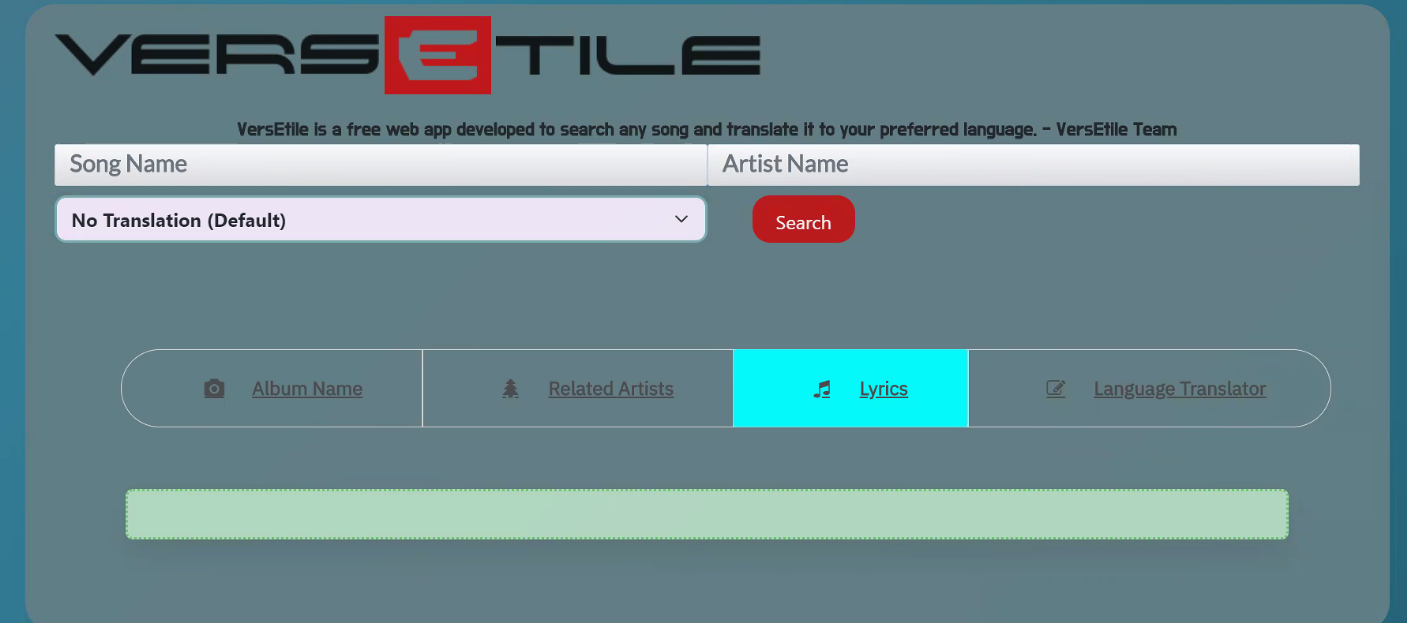 VERSETILE
VersEtile is a free web app developed to search any song and translate it to your preferred language. - VersEtile Team
Song Name Artist Name
No Translation (Default) Search
Album Name Related Artists Lyrics Language Translator